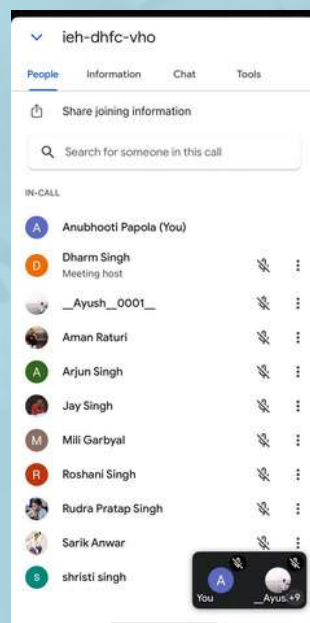 ieh-dhfc-vho
People Information Chat Tools
Share joining information
Search for someone in this call
IN-CALL
A Anubhooti Papola (You)
D Dharm Singh
Meeting host
__Ayush__0001__
Aman Raturi
A Arjun Singh
Jay Singh
M Mili Garbyal
R Roshani Singh
Rudra Pratap Singh
Sarik Anwar
s shristi singh
A
You __Ayus.+9